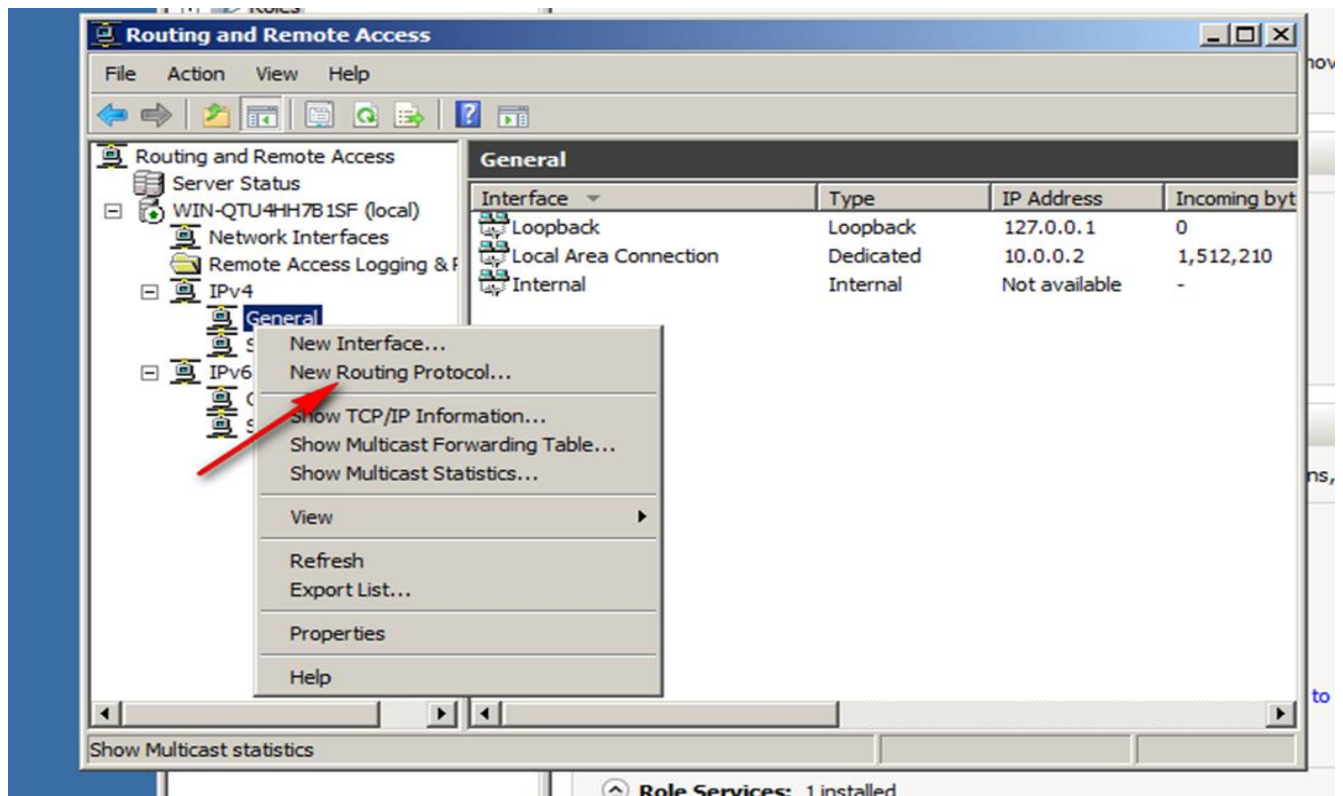 Roles
Routing and Remote Access
File Action View Help
Routing and Remote Access
Server Status
WIN-QTU4HH7B1SF (local)
Network Interfaces
Remote Access Logging &
IPv4
General
S
IPv6
S
General
Interface Type IP Address Incoming byt
Loopback Loopback 127.0.0.1 0
Local Area Connection Dedicated 10.0.0.2 1,512,210
Internal Internal Not available -
New Interface...
New Routing Protocol...
Show TCP/IP Information...
Show Multicast Forwarding Table...
Show Multicast Statistics...
View
Refresh
Export List...
Properties
Help
Show Multicast statistics
nov
ns,
to
Role Services: 1 installed